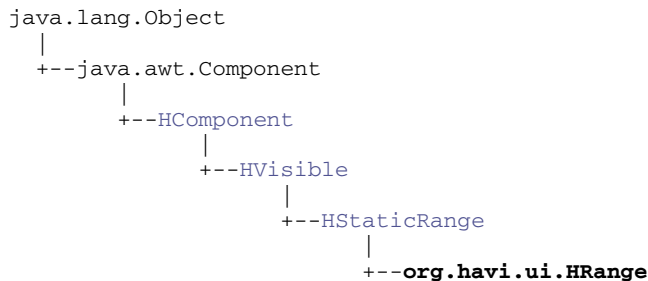 java.lang.Object
|
+--java.awt.Component
|
+--HComponent
|
+--HVisible
|
+--HStaticRange
|
+--org.havi.ui.HRange